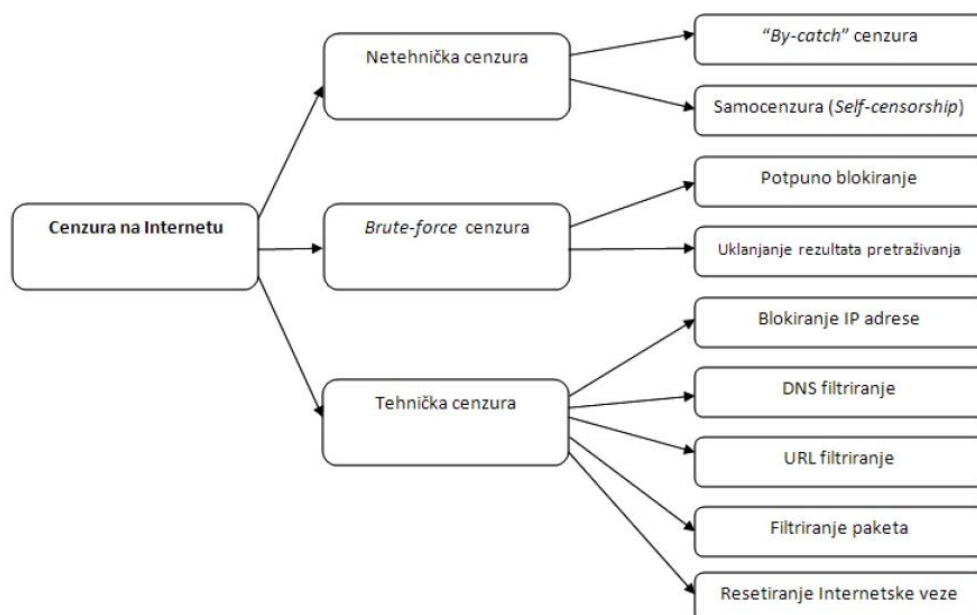 Cenzura na Internetu
Netehnička cenzura
“By-catch” cenzura
Samocenzura (Self-censorship)
Brute-force cenzura
Potpuno blokiranje
Uklanjanje rezultata pretraživanja
Tehnička cenzura
Blokiranje IP adrese
DNS filtriranje
URL filtriranje
Filtriranje paketa
Resetiranje Internetske veze